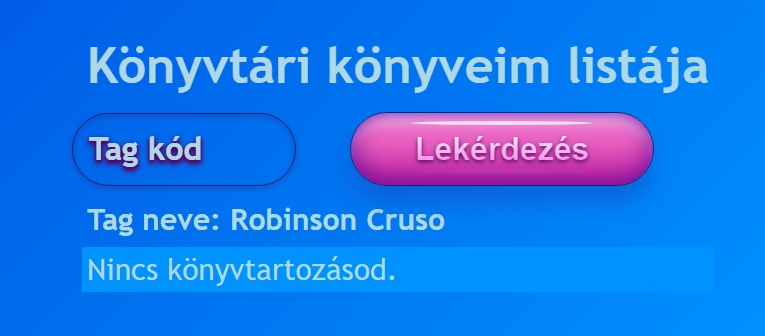 Könyvtári könyveim listája
Tag kód
Lekérdezés
Tag neve: Robinson Cruso
Nincs könyvtartozásod.